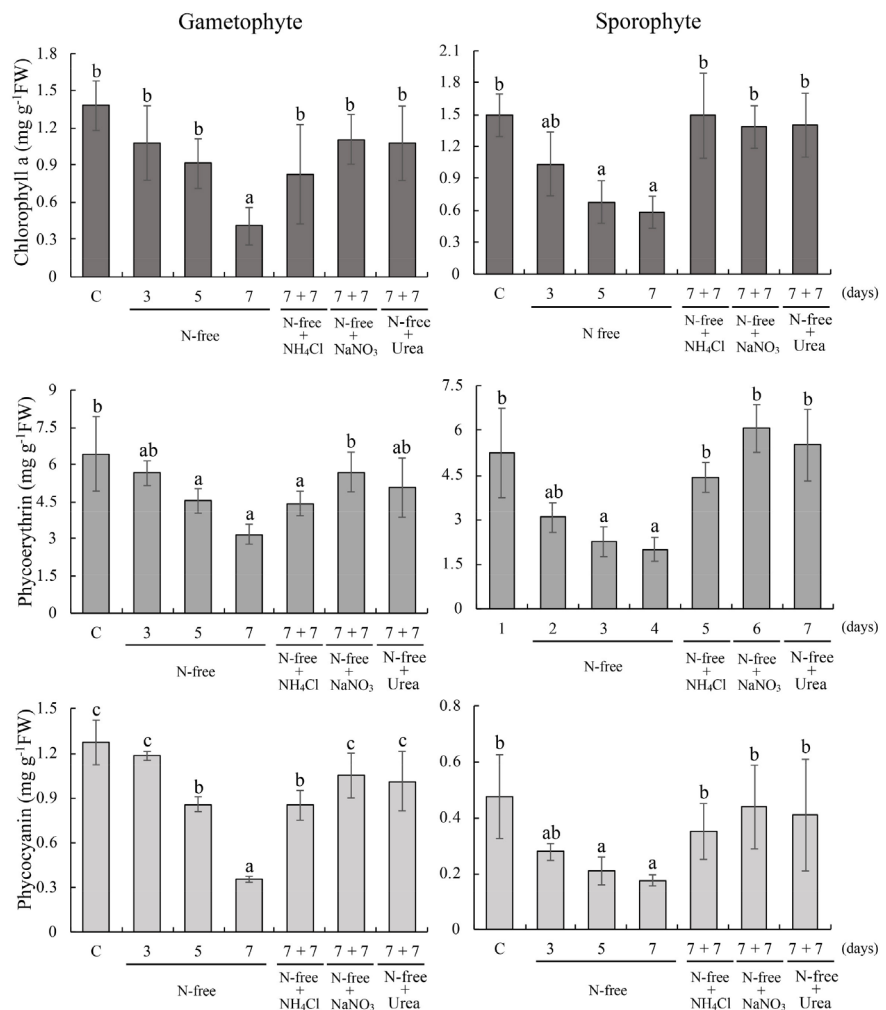 Gametophyte
Chlorophyll a (mg g-1FW)
1.8
1.5
1.2
0.9
0.6
0.3
0
b
b
b
a
b
b
b
C 3 5 7 7 + 7 7 + 7 7 + 7
N-free
N-free
+
NH4Cl
N-free
+
NaNO3
N-free
+
Urea
Sporophyte
2.1
1.8
1.5
1.2
0.9
0.6
0.3
0
b
ab
a
a
b
b
b
C 3 5 7 7 + 7 7 + 7 7 + 7 (days)
N free
N-free
+
NH4Cl
N-free
+
NaNO3
N-free
+
Urea
Phycoerythrin (mg g-1FW)
9
7.5
6
4.5
3
1.5
0
b
ab
a
a
a
b
ab
C 3 5 7 7 + 7 7 + 7 7 + 7
N-free
N-free
+
NH4Cl
N-free
+
NaNO3
N-free
+
Urea
7.5
6
4.5
3
1.5
0
b
ab
a
a
b
b
b
1 2 3 4 5 6 7 (days)
N-free
N-free
+
NH4Cl
N-free
+
NaNO3
N-free
+
Urea
Phycocyanin (mg g-1FW)
1.5
1.2
0.9
0.6
0.3
0
c
c
b
a
b
c
c
C 3 5 7 7 + 7 7 + 7 7 + 7
N-free
N-free
+
NH4Cl
N-free
+
NaNO3
N-free
+
Urea
0.8
0.6
0.4
0.2
0
b
ab
a
a
b
b
b
C 3 5 7 7 + 7 7 + 7 7 + 7 (days)
N-free
N-free
+
NH4Cl
N-free
+
NaNO3
N-free
+
Urea